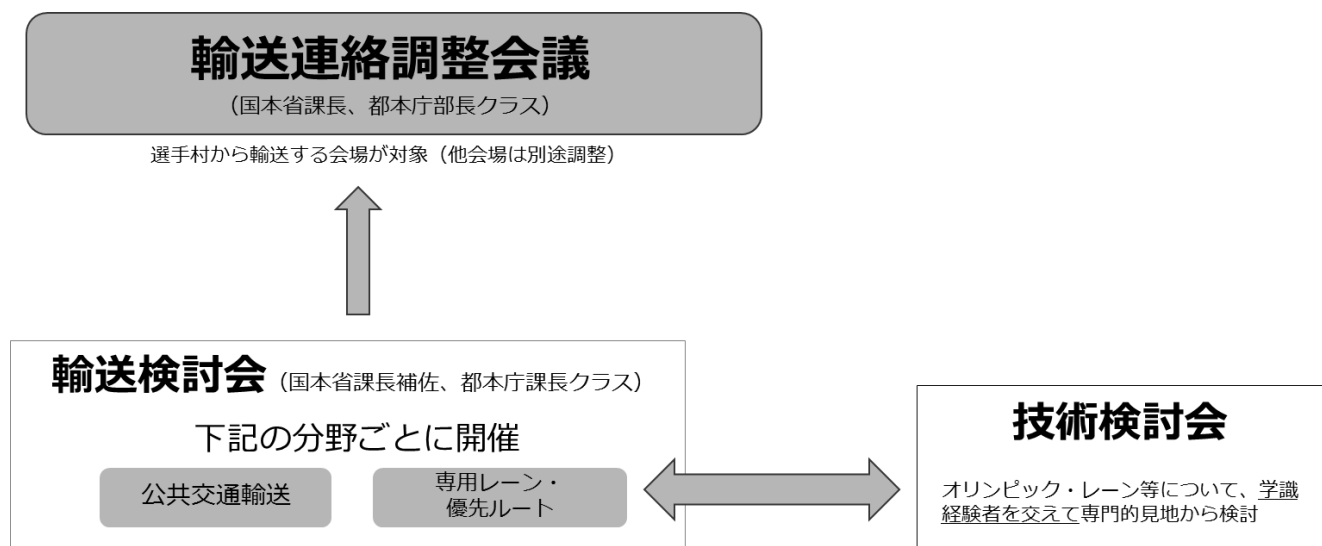 輸送連絡調整会議
（国本省課長、都本庁部長クラス）
選手村から輸送する会場が対象（他会場は別途調整）
輸送検討会（国本省課長補佐、都本庁課長クラス）
下記の分野ごとに開催
公共交通輸送
専用レーン・
優先ルート
技術検討会
オリンピック・レーン等について、学識
経験者を交えて専門的見地から検討